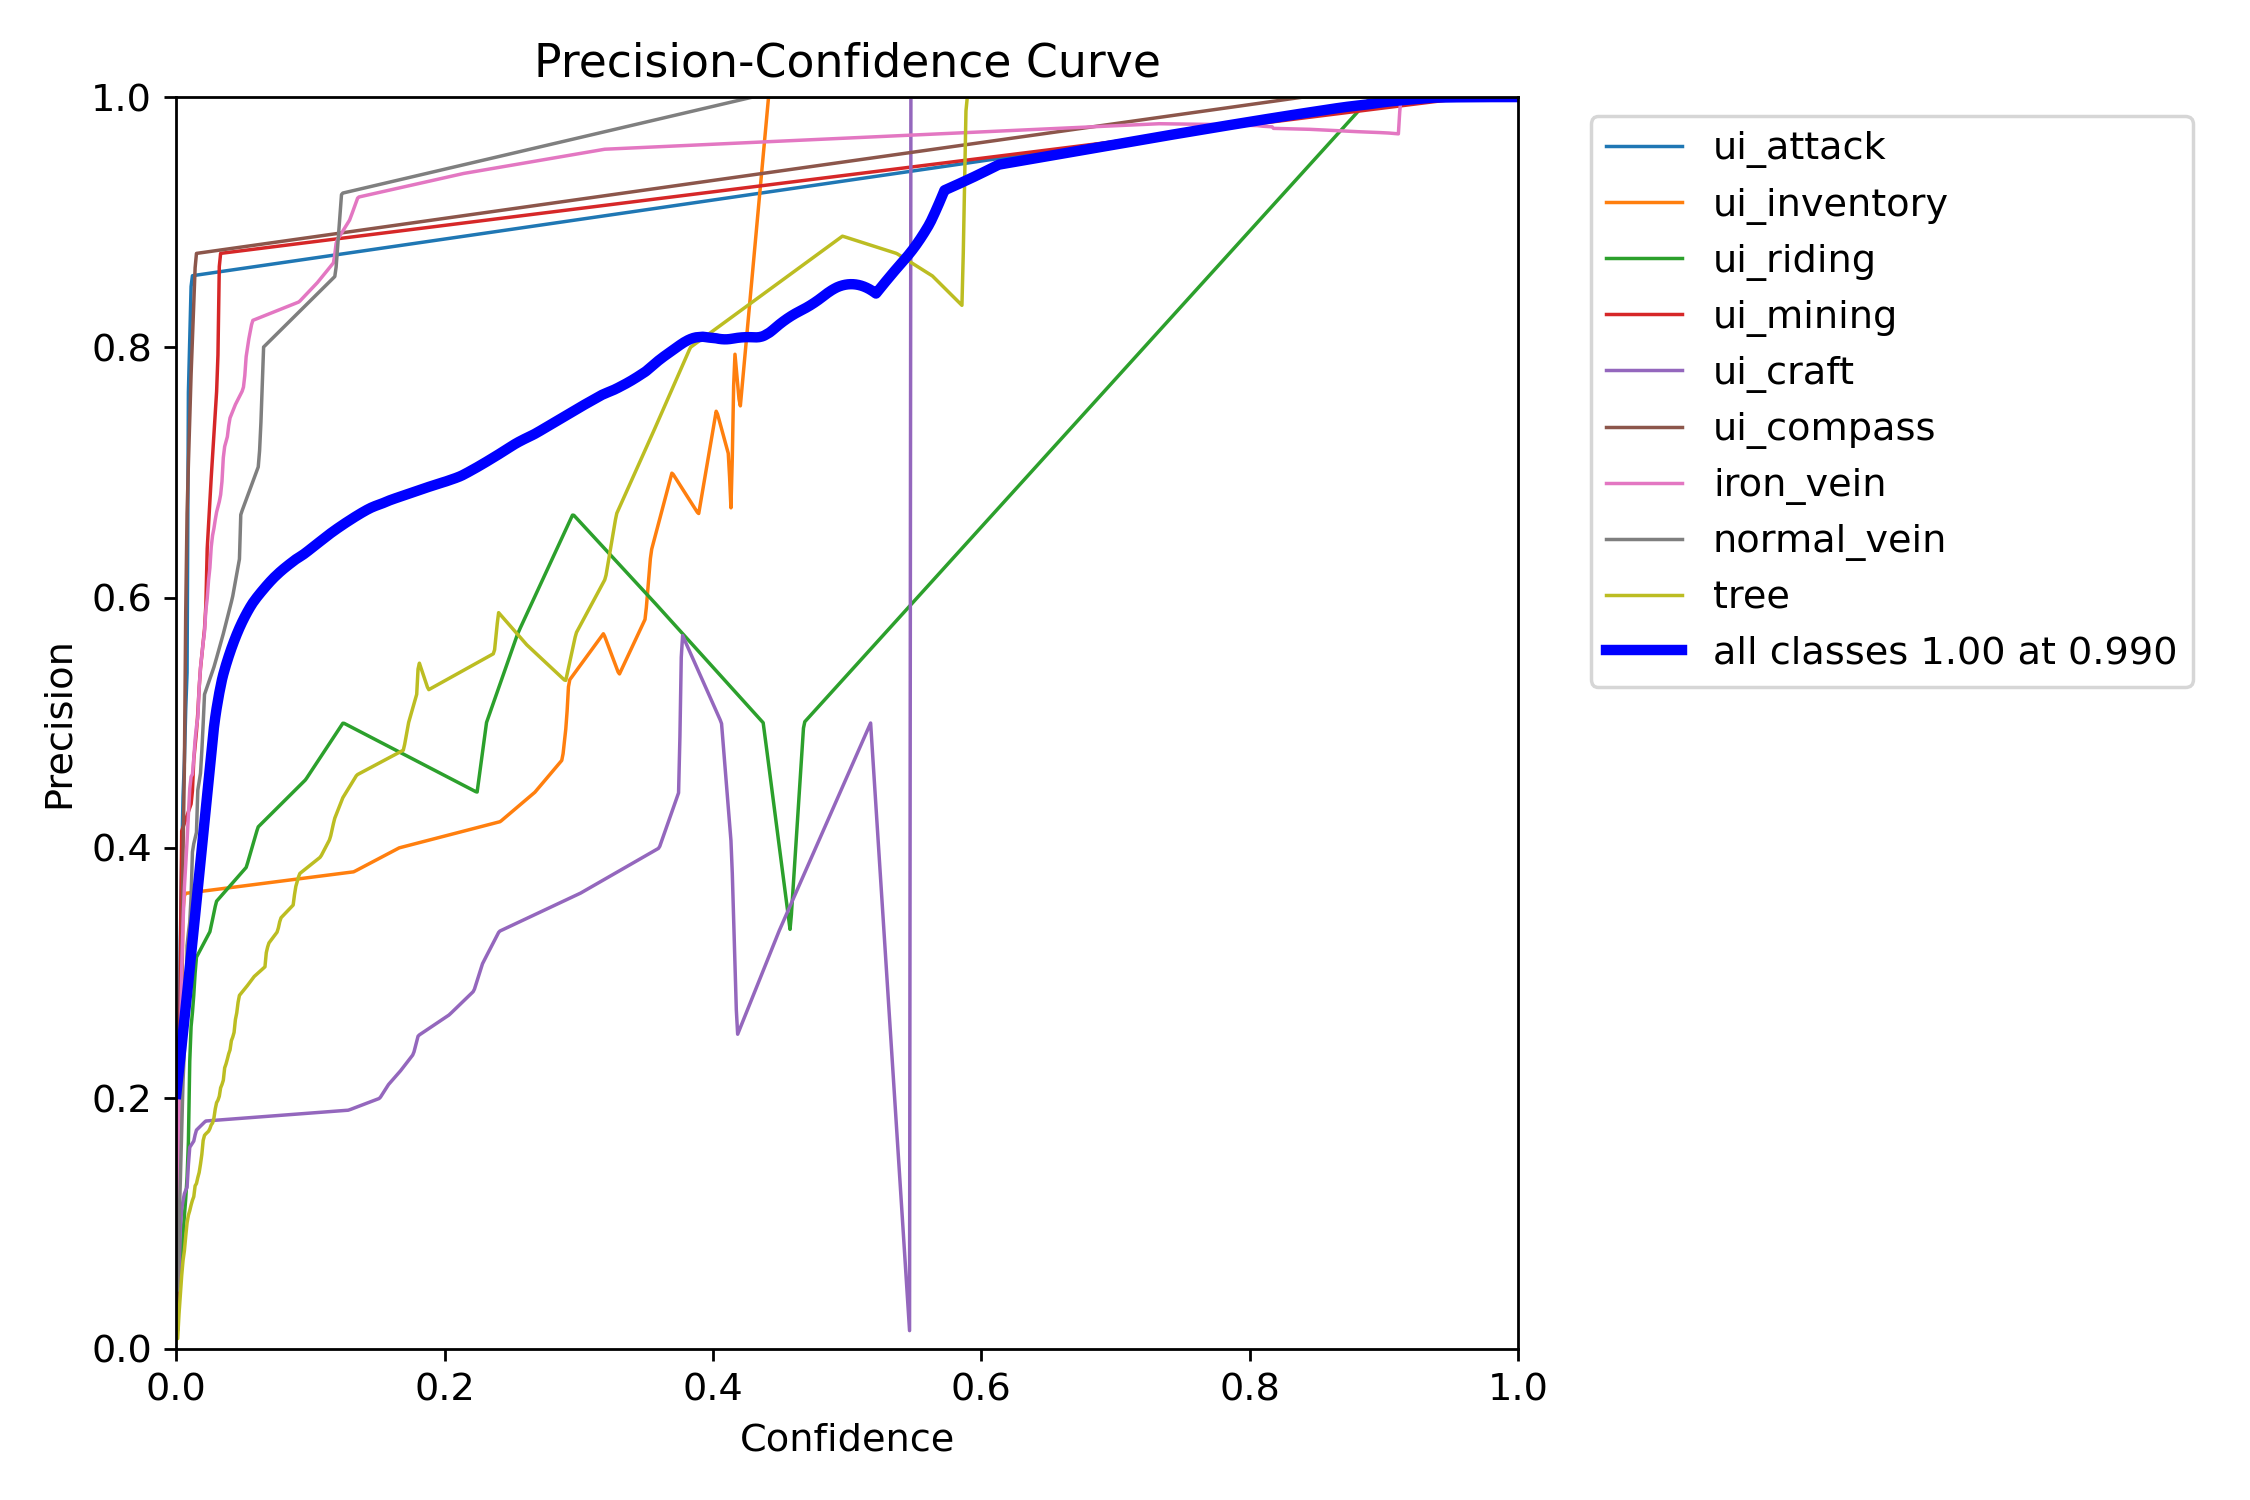 Precision-Confidence Curve
1.0
0.8
0.6
0.4
0.2
0.0
Precision
0.0 0.2 0.4 0.6 0.8 1.0
Confidence
ui_attack
ui_inventory
ui_riding
ui_mining
ui_craft
ui_compass
iron_vein
normal_vein
tree
all classes 1.00 at 0.990